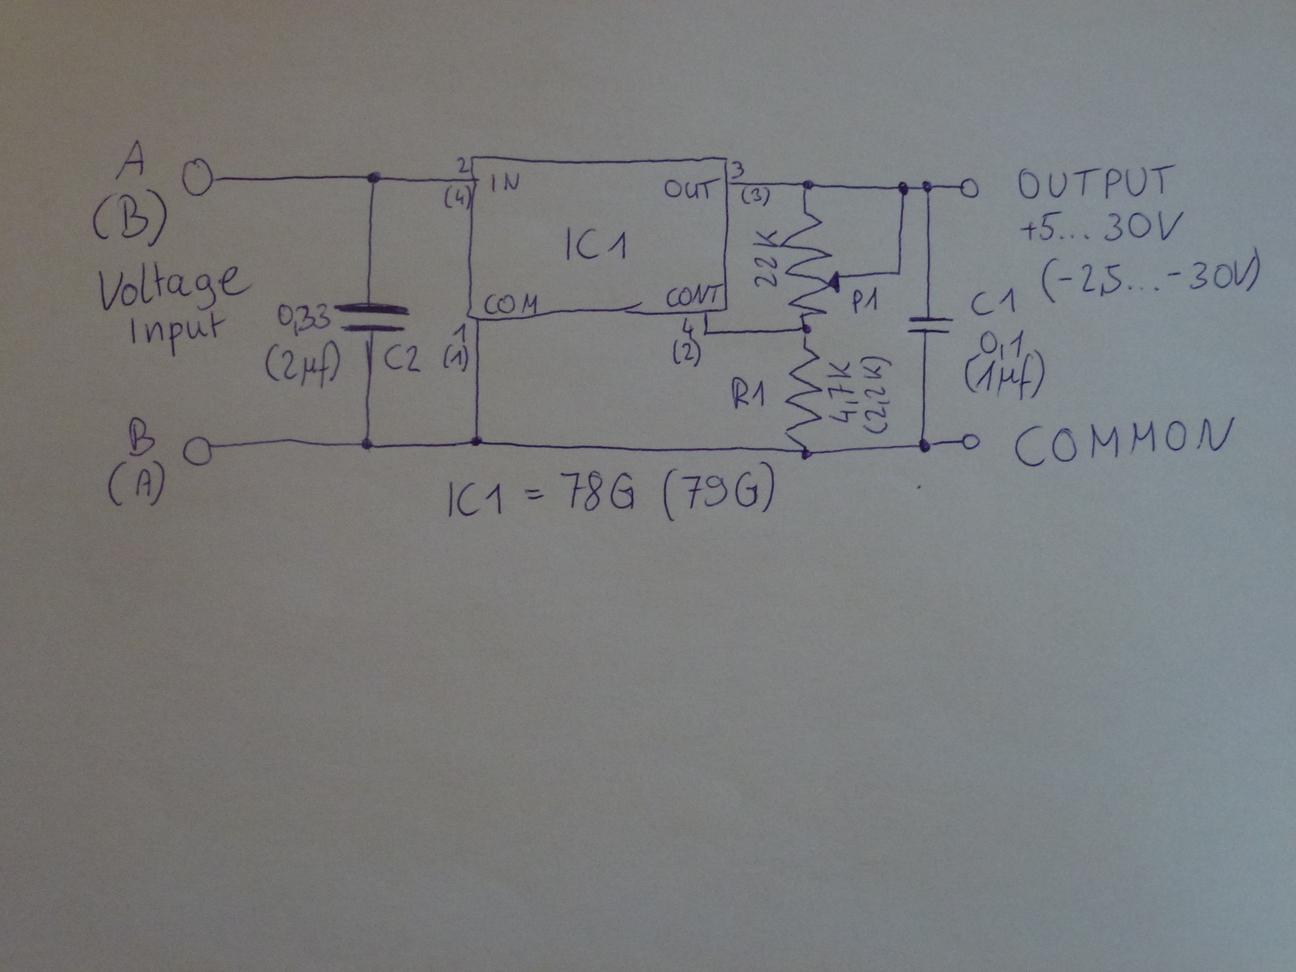 A
(B)
Voltage
Input
B
(A)
0,33
(2µf)
C2
2
(4)
IN
OUT
3
(3)
IC1
COM
CONT
1
(1)
4
(2)
22K
P1
R1
4,7K
(2,2K)
C1
0,1
(1µf)
OUTPUT
+5...30V
(-2,5...-30V)
COMMON
IC1 = 78G (79G)